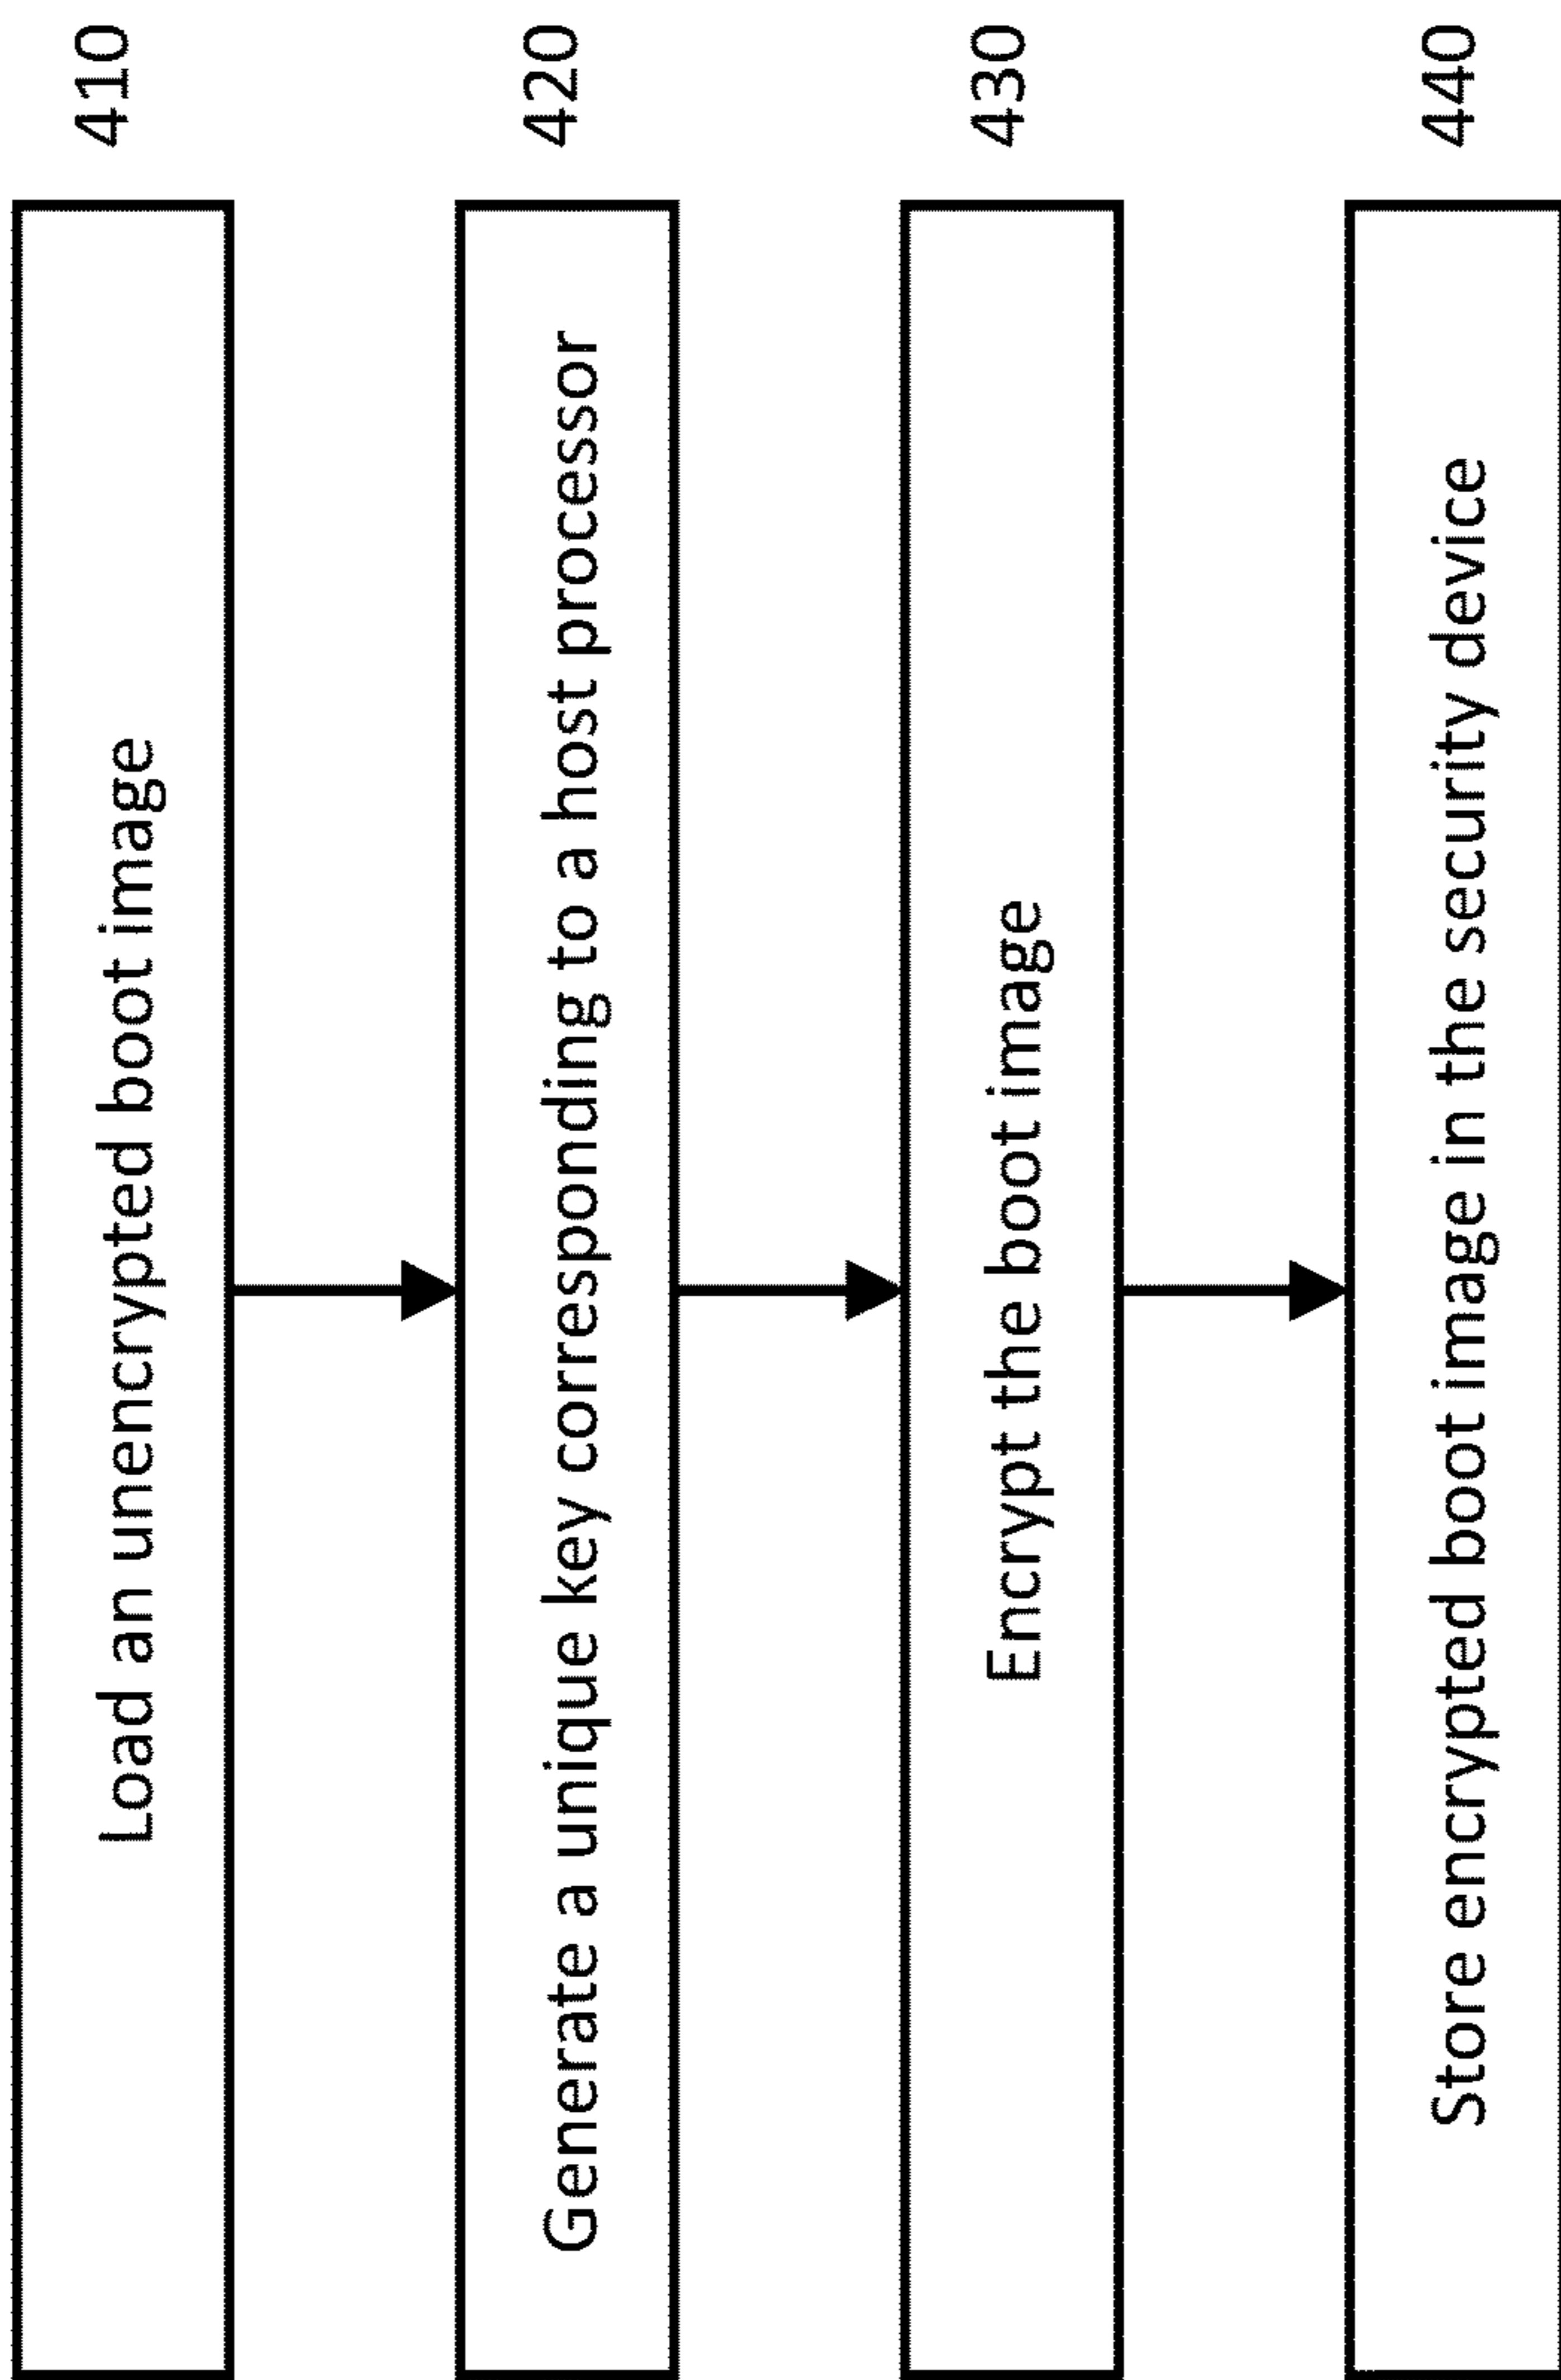 Load an unencrypted boot image
410
Generate a unique key corresponding to a host processor
420
Encrypt the boot image
430
Store encrypted boot image in the security device
440